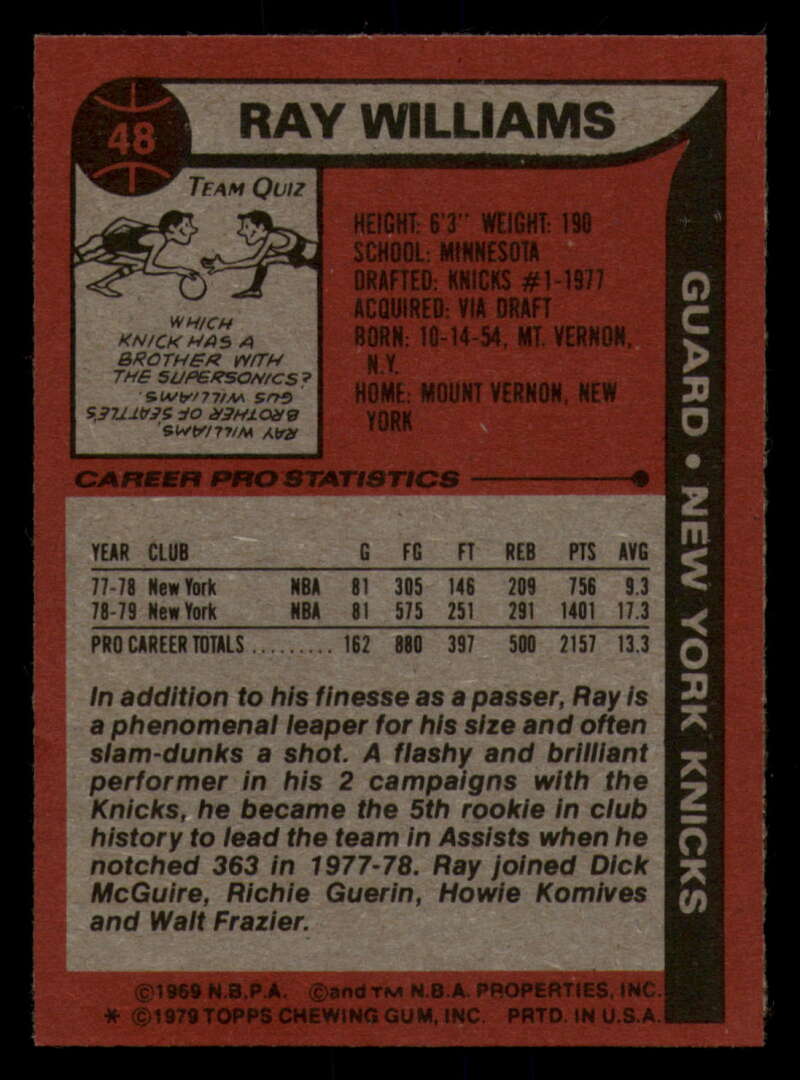 48
RAY WILLIAMS
TEAM QUIZ
WHICH
KNICK HAS A
BROTHER WITH
THE SUPERSONICS?
RAY WILLIAMS,
BROTHER OF SEATTLE'S
GUS WILLIAMS.
HEIGHT: 6'3" WEIGHT: 190
SCHOOL: MINNESOTA
DRAFTED: KNICKS #1-1977
ACQUIRED: VIA DRAFT
BORN: 10-14-54, MT. VERNON,
N.Y.
HOME: MOUNT VERNON, NEW
YORK
GUARD • NEW YORK KNICKS
CAREER PRO STATISTICS
YEAR CLUB G FG FT REB PTS AVG
77-78 New York NBA 81 305 146 209 756 9.3
78-79 New York NBA 81 575 251 291 1401 17.3
PRO CAREER TOTALS ......... 162 880 397 500 2157 13.3
In addition to his finesse as a passer, Ray is
a phenomenal leaper for his size and often
slam-dunks a shot. A flashy and brilliant
performer in his 2 campaigns with the
Knicks, he became the 5th rookie in club
history to lead the team in Assists when he
notched 363 in 1977-78. Ray joined Dick
McGuire, Richie Guerin, Howie Komives
and Walt Frazier.
©1969 N.B.P.A. ©and TM N.B.A. PROPERTIES, INC.
* ©1979 TOPPS CHEWING GUM, INC. PRTD. IN U.S.A.